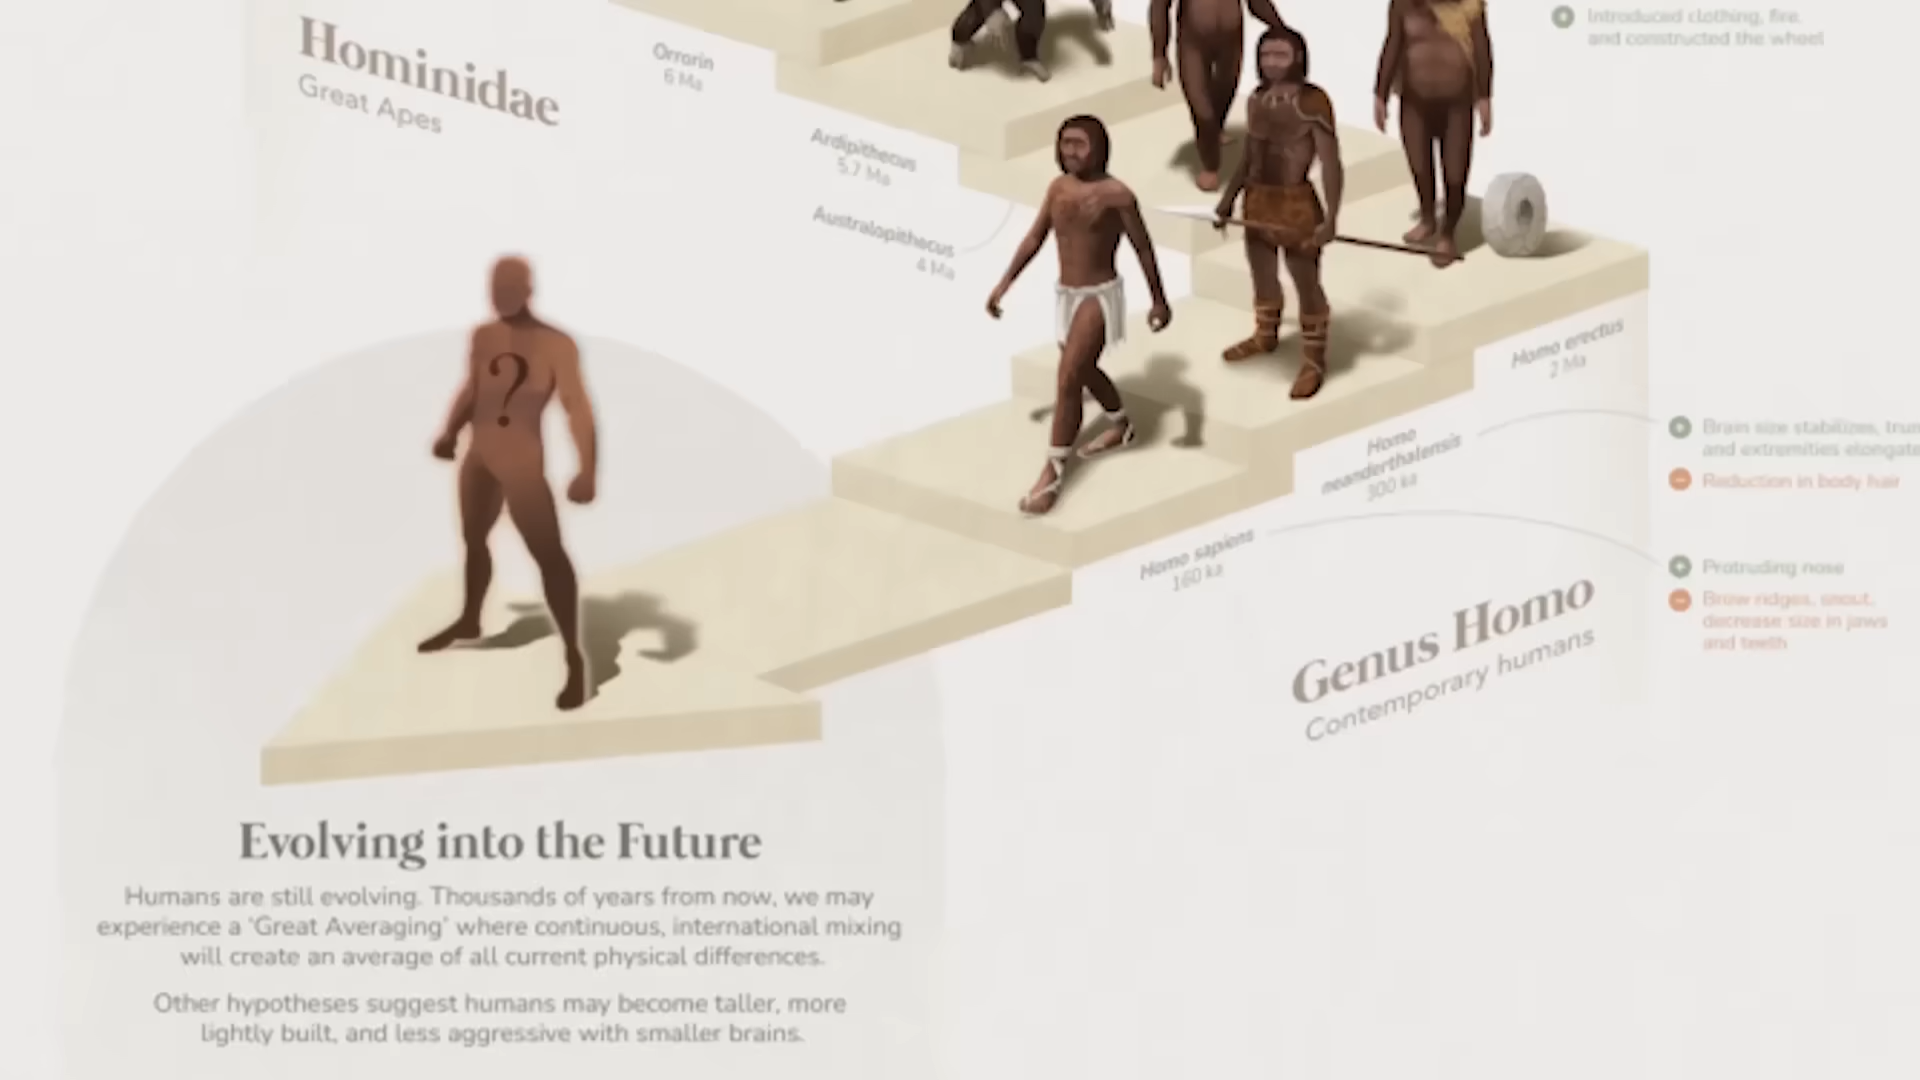 Hominidae
Great Apes
Orrorin
6 Ma
Ardipithecus
5.7 Ma
Australopithecus
4 Ma
Introduced clothing, fire,
and constructed the wheel
?
Homo erectus
2 Ma
Homo
neanderthalensis
300 ka
Homo sapiens
160 ka
Brain size stabilizes,
and extremities
Reduction in body hair
Protruding nose
Brow ridges, snout,
decrease size in jaws
and teeth
Genus Homo
Contemporary humans
Evolving into the Future
Humans are still evolving. Thousands of years from now, we may
experience a ‘Great Averaging’ where continuous, international mixing
will create an average of all current physical differences.
Other hypotheses suggest humans may become taller, more
lightly built, and less aggressive with smaller brains.